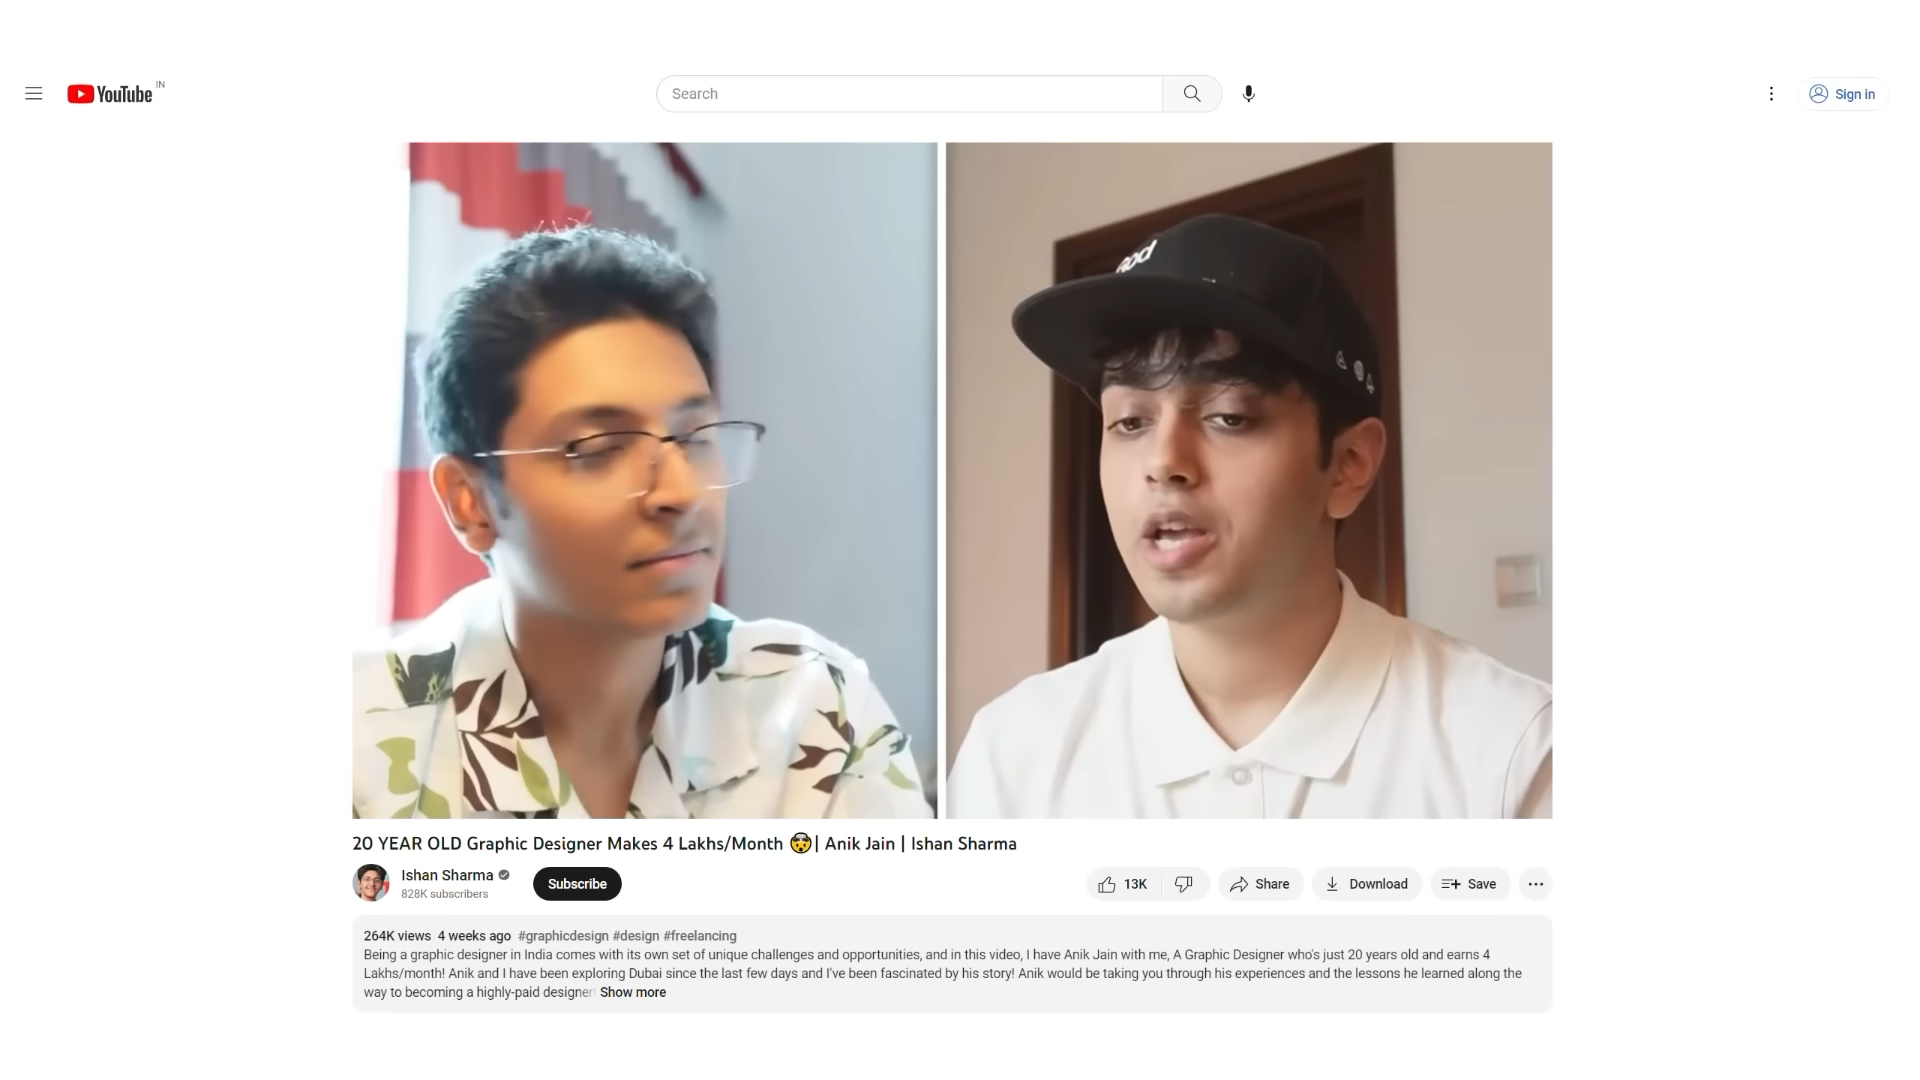 YouTube IN
Search
Sign in
20 YEAR OLD Graphic Designer Makes 4 Lakhs/Month 🤯| Anik Jain | Ishan Sharma
Ishan Sharma
828K subscribers
Subscribe
13K
Share
Download
Save
264K views 4 weeks ago #graphicdesign #design #freelancing
Being a graphic designer in India comes with its own set of unique challenges and opportunities, and in this video, I have Anik Jain with me, A Graphic Designer who's just 20 years old and earns 4
Lakhs/month! Anik and I have been exploring Dubai since the last few days and I've been fascinated by his story! Anik would be taking you through his experiences and the lessons he learned along the
way to becoming a highly-paid designer! Show more